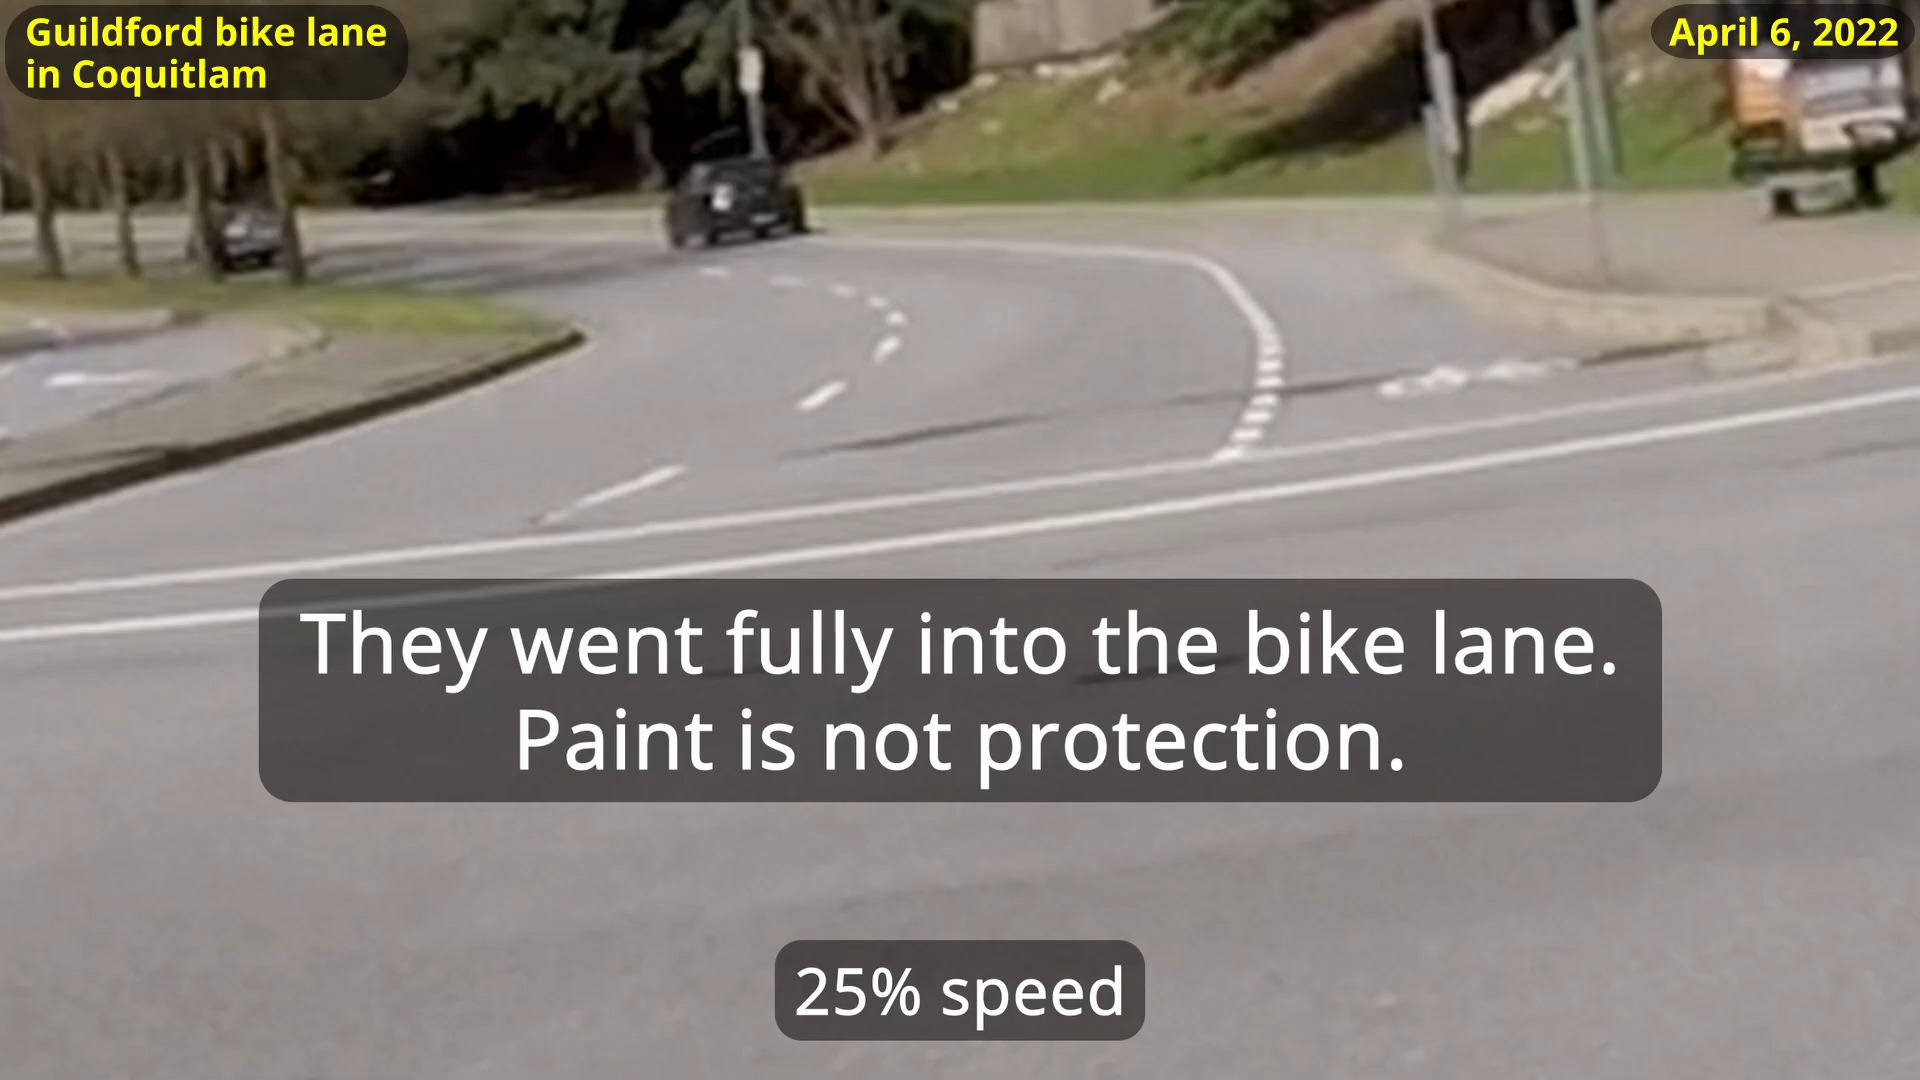 Guildford bike lane
in Coquitlam
April 6, 2022
They went fully into the bike lane.
Paint is not protection.
25% speed